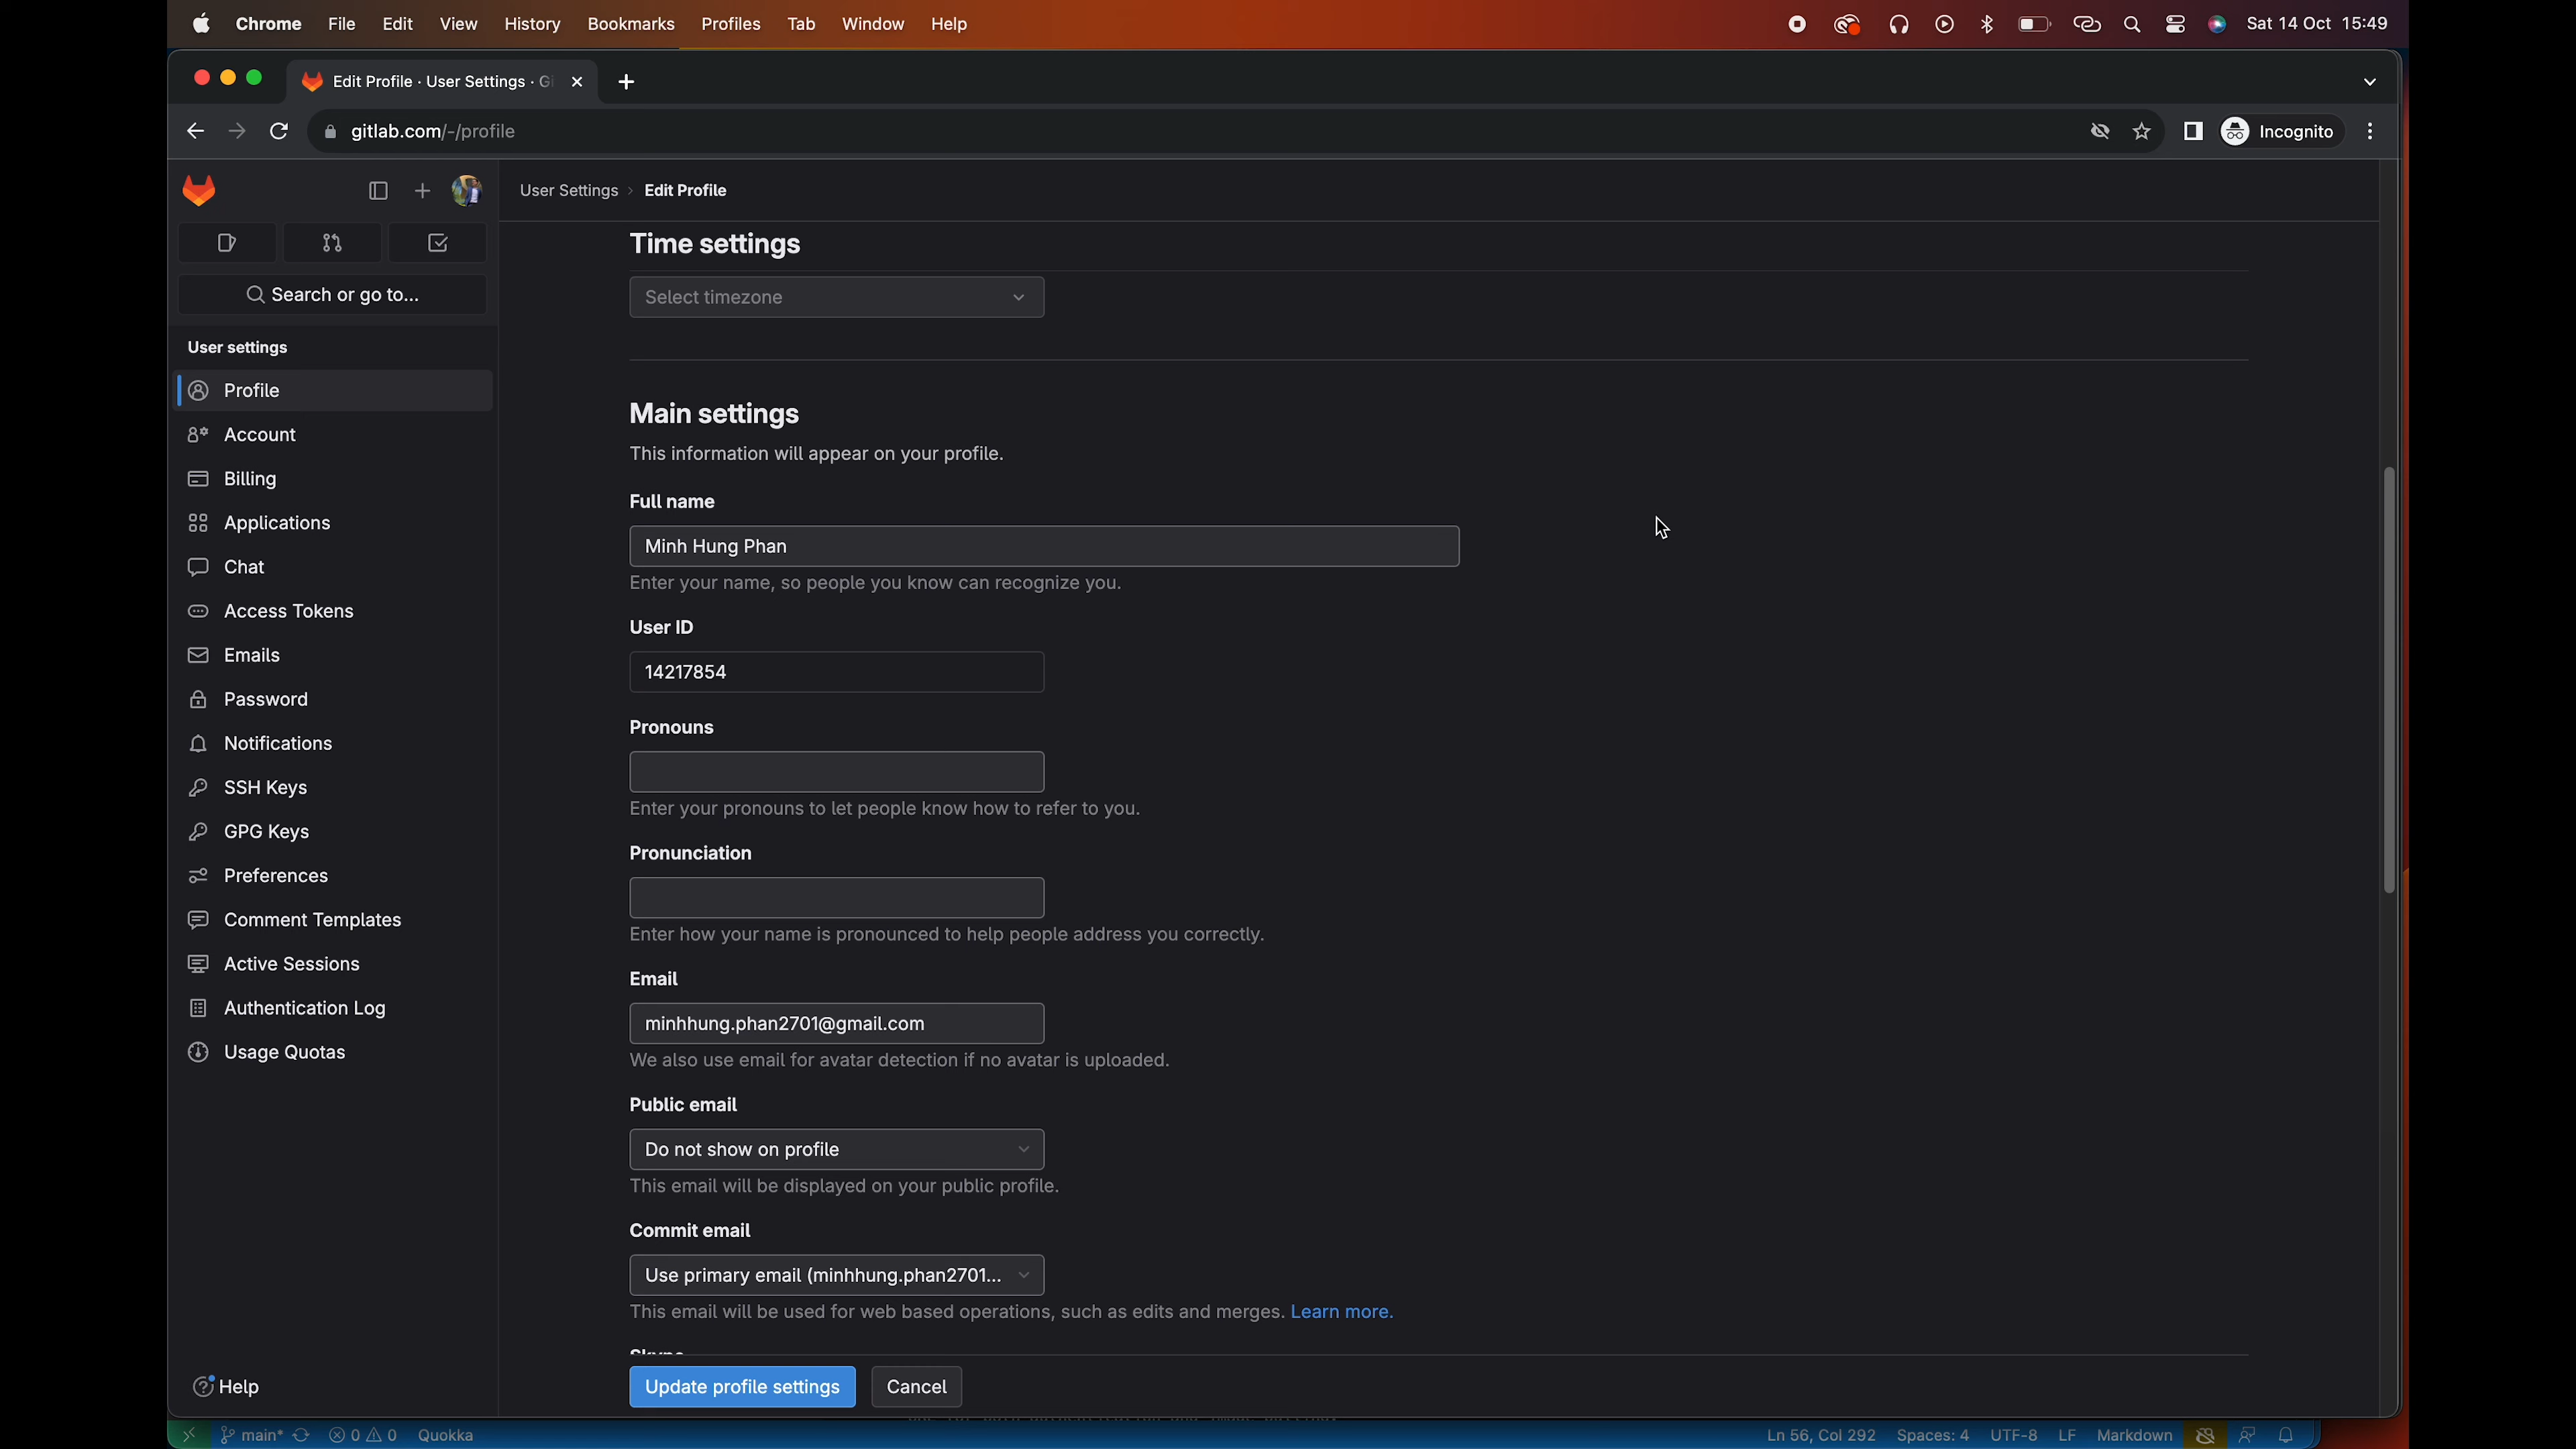 Chrome File Edit View History Bookmarks Profiles Tab Window Help Sat 14 Oct 15:49
Edit Profile · User Settings · Gi
gitlab.com/-/profile Incognito
User Settings Edit Profile
Search or go to...
User settings
Profile
Account
Billing
Applications
Chat
Access Tokens
Emails
Password
Notifications
SSH Keys
GPG Keys
Preferences
Comment Templates
Active Sessions
Authentication Log
Usage Quotas
Help
Time settings
Select timezone
Main settings
This information will appear on your profile.
Full name
Minh Hung Phan
Enter your name, so people you know can recognize you.
User ID
14217854
Pronouns
Enter your pronouns to let people know how to refer to you.
Pronunciation
Enter how your name is pronounced to help people address you correctly.
Email
minhhung.phan2701@gmail.com
We also use email for avatar detection if no avatar is uploaded.
Public email
Do not show on profile
This email will be displayed on your public profile.
Commit email
Use primary email (minhhung.phan2701...
This email will be used for web based operations, such as edits and merges. Learn more.
Skype
Update profile settings Cancel
main* 0 0 Quokka Ln 56, Col 292 Spaces: 4 UTF-8 LF Markdown